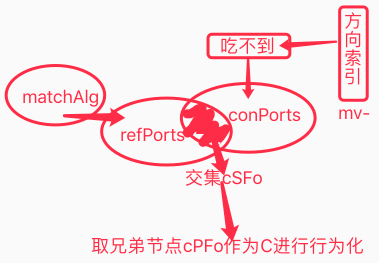 吃不到
方向索引
mv-
matchAlg
refPorts
conPorts
交集cSFo
取兄弟节点cPFo作为C进行行为化